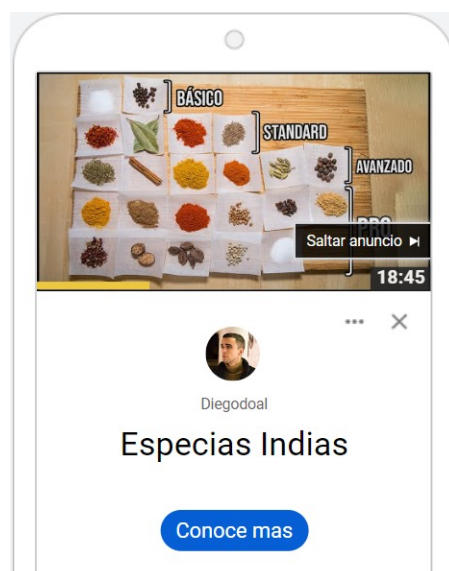 BÁSICO
STANDARD
AVANZADO
PRO
Saltar anuncio
18:45
Diegodoal
Especias Indias
Conoce mas